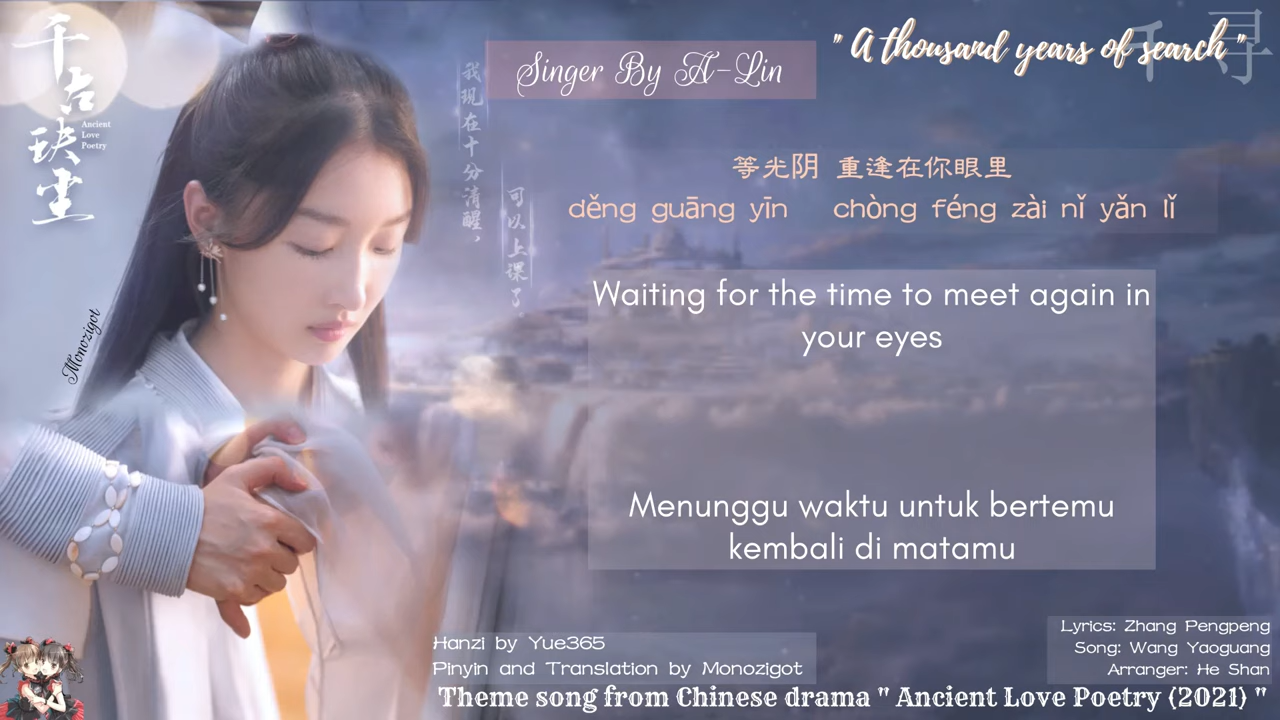 千古玦尘
Ancient
Love
Poetry
Monozigot
我现在十分清醒，
可以上课了。
Singer By A-Lin
千寻
" A thousand years of search "
等光阴 重逢在你眼里
děng guāng yīn chòng féng zài nǐ yǎn lǐ
Waiting for the time to meet again in
your eyes
Menunggu waktu untuk bertemu
kembali di matamu
Hanzi by Yue365
Pinyin and Translation by Monozigot
Lyrics: Zhang Pengpeng
Song: Wang Yaoguang
Arranger: He Shan
Theme song from Chinese drama " Ancient Love Poetry (2021) "